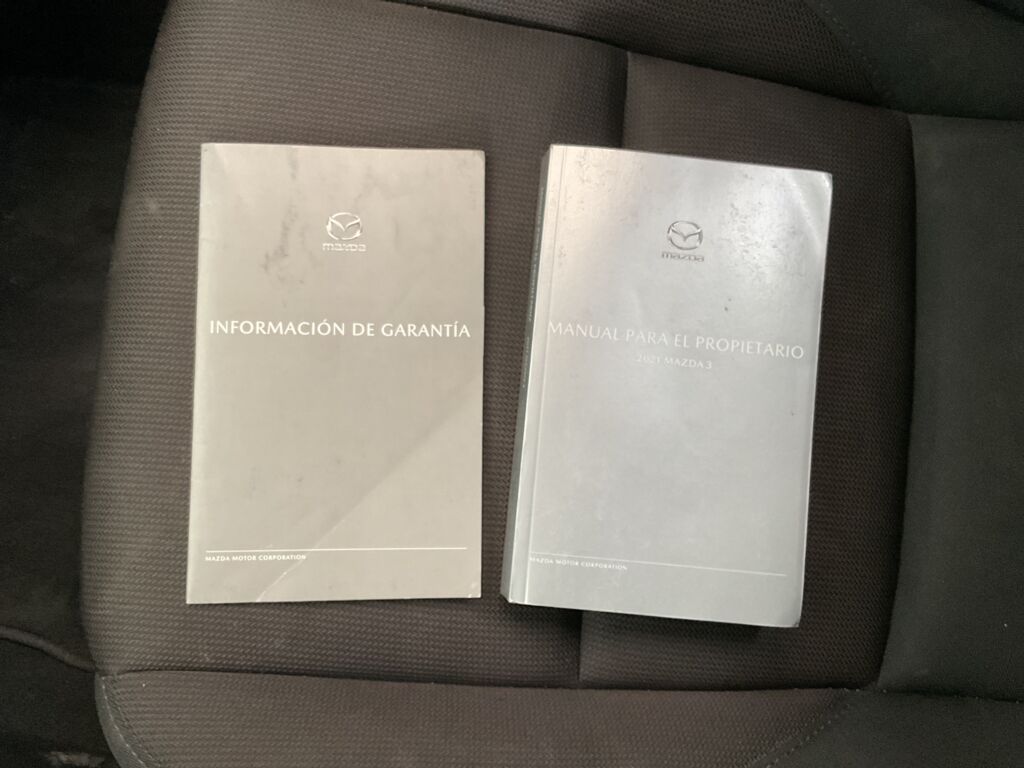 mazda
INFORMACIÓN DE GARANTÍA
MAZDA MOTOR CORPORATION
mazda
MANUAL PARA EL PROPIETARIO
2021 MAZDA 3
MAZDA MOTOR CORPORATION